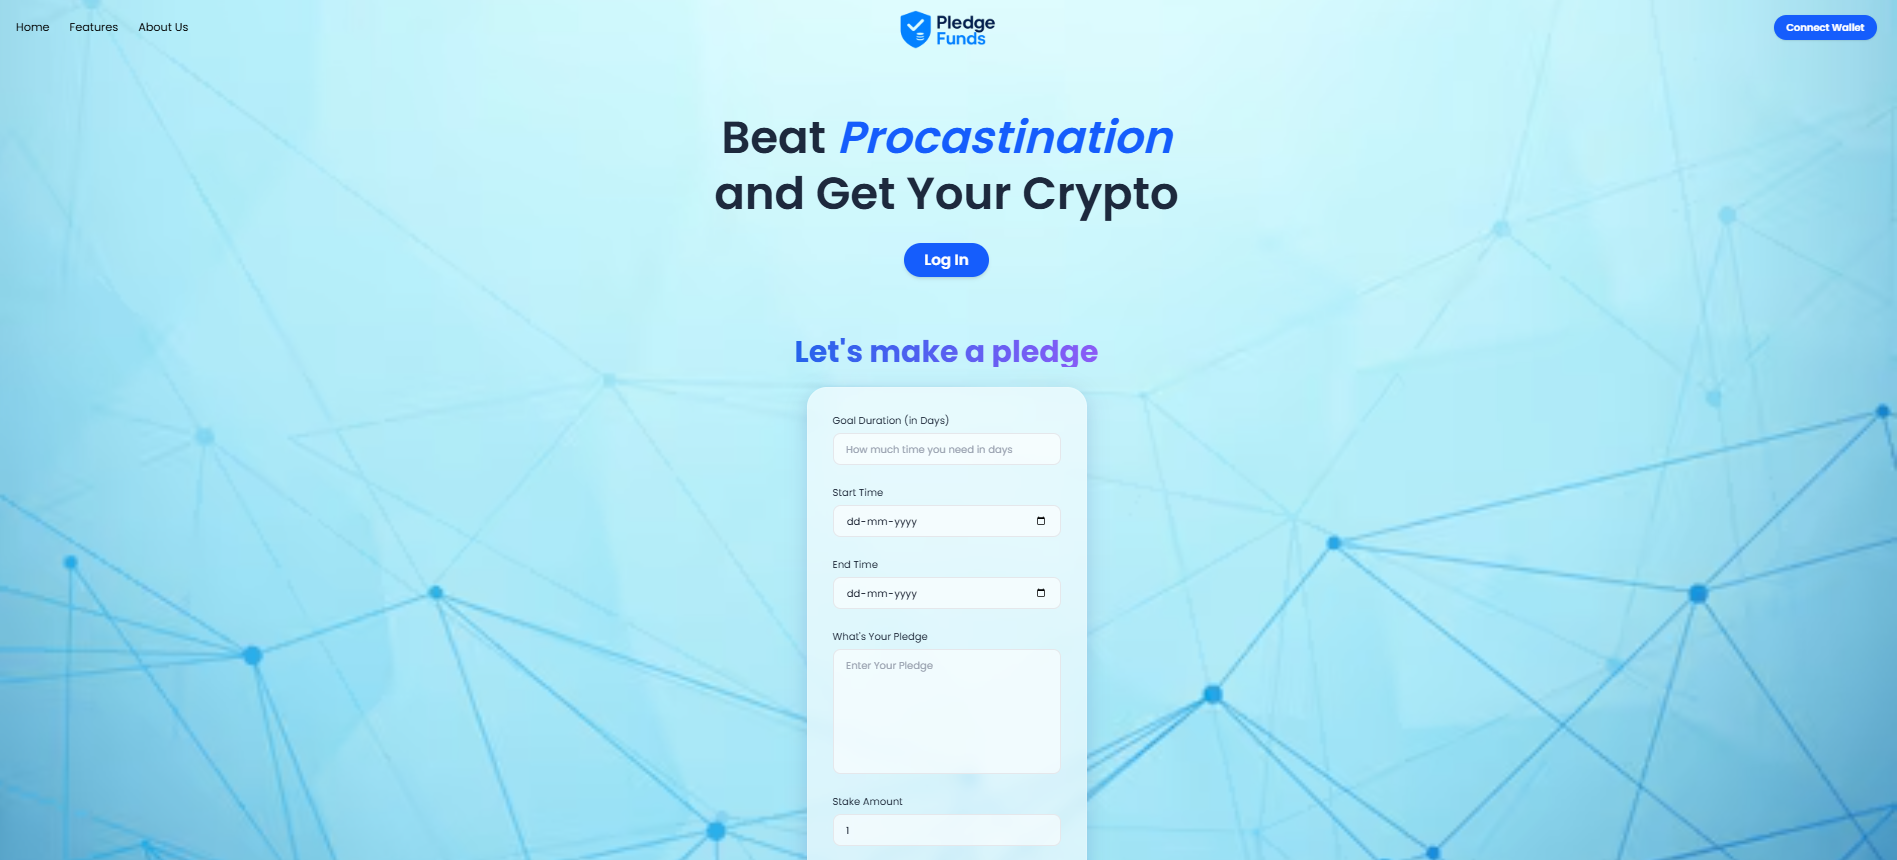 Home Features About Us
Pledge
Funds
Connect Wallet
Beat Procastination
and Get Your Crypto
Log In
Let's make a pledge
Goal Duration (in Days)
How much time you need in days
Start Time
dd-mm-yyyy
End Time
dd-mm-yyyy
What's Your Pledge
Enter Your Pledge
Stake Amount
1